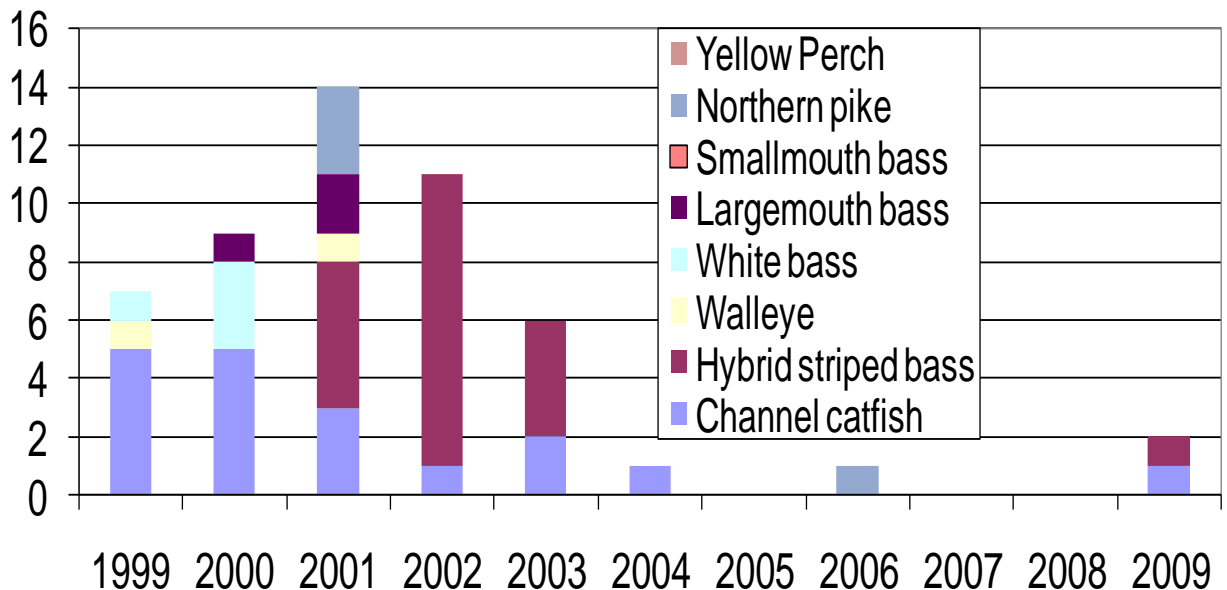 16
14
12
10
8
6
4
2
0
Yellow Perch
Northern pike
Smallmouth bass
Largemouth bass
White bass
Walleye
Hybrid striped bass
Channel catfish
1999 2000 2001 2002 2003 2004 2005 2006 2007 2008 2009